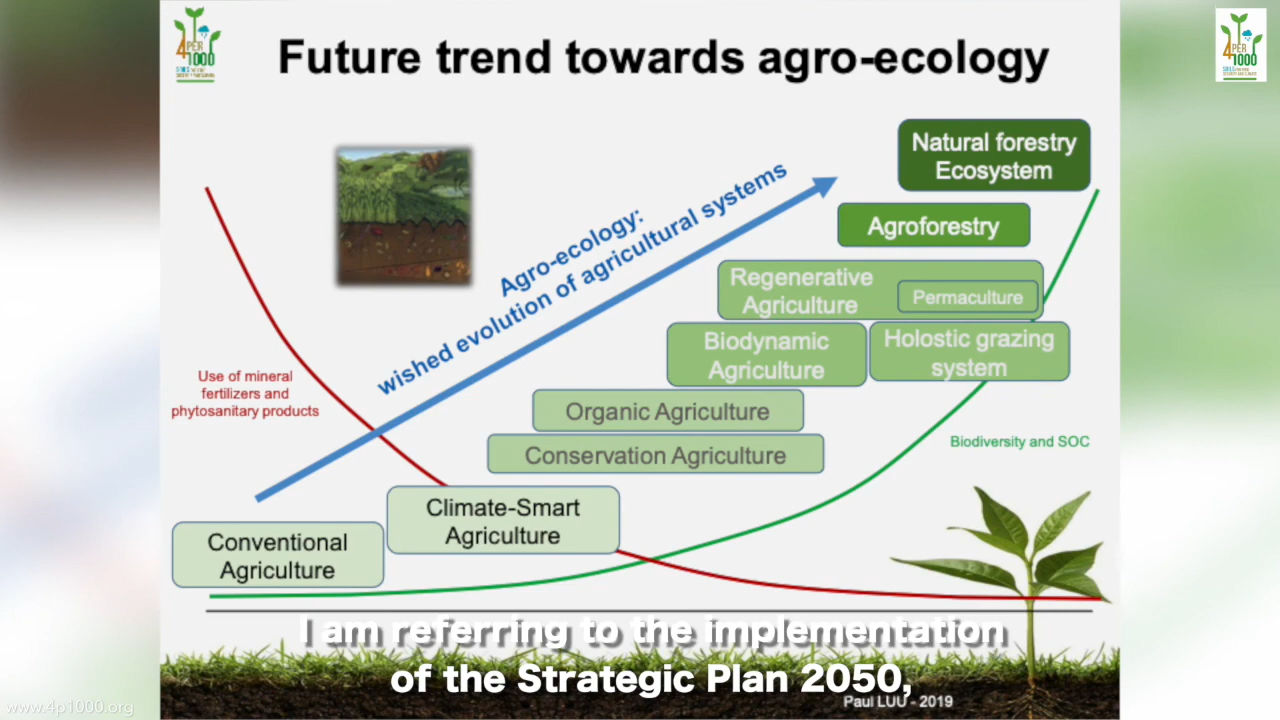 4 PER
1000
Future trend towards agro-ecology
4 PER
1000
Natural forestry
Ecosystem
Agroforestry
Agro-ecology:
wished evolution of agricultural systems
Regenerative
Agriculture
Permaculture
Biodynamic
Agriculture
Holostic grazing
system
Use of mineral
fertilizers and
phytosanitary products
Organic Agriculture
Conservation Agriculture
Biodiversity and SOC
Climate-Smart
Agriculture
Conventional
Agriculture
I am referring to the implementation
of the Strategic Plan 2050,
Paul LUU - 2019
www.4p1000.org